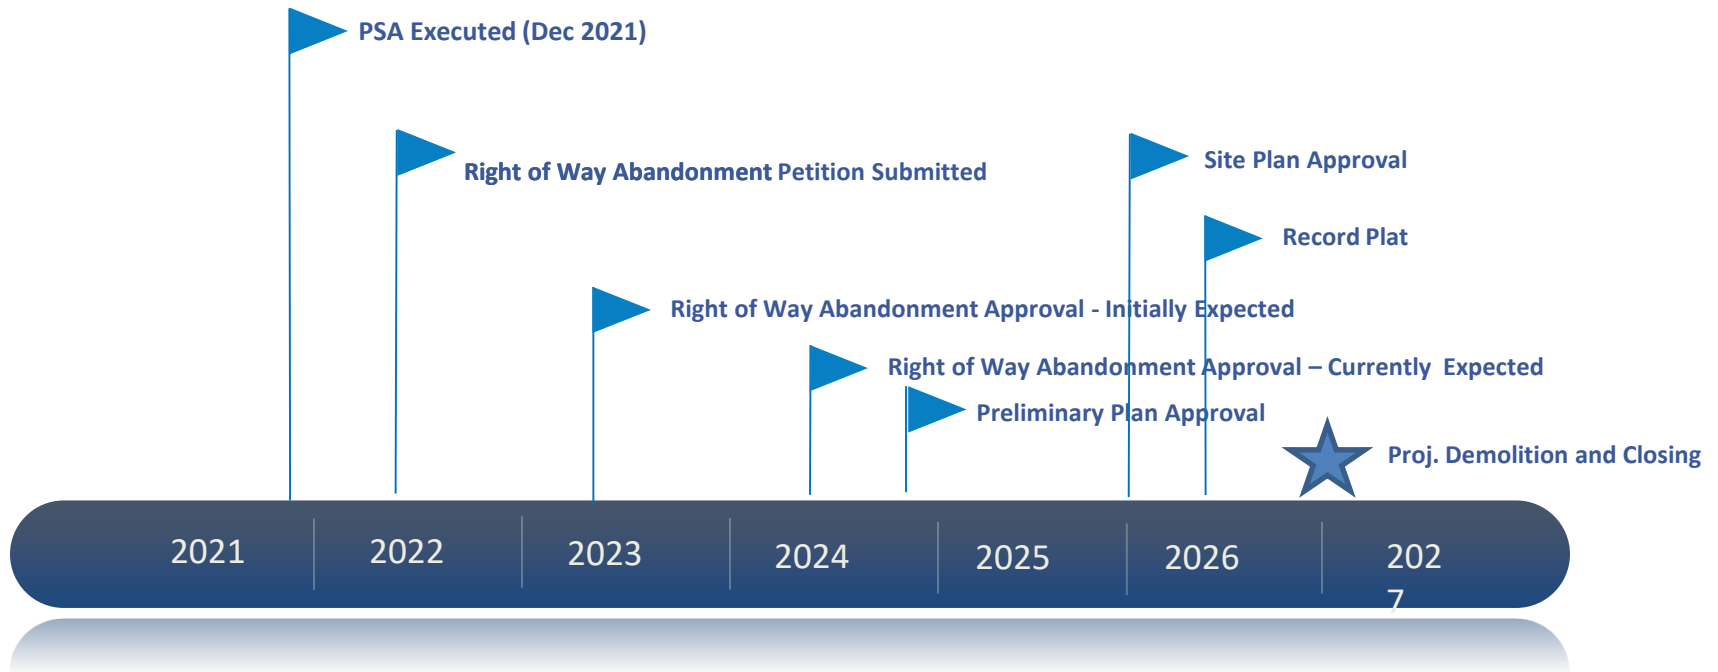 PSA Executed (Dec 2021)
Right of Way Abandonment Petition Submitted
Site Plan Approval
Record Plat
Right of Way Abandonment Approval - Initially Expected
Right of Way Abandonment Approval – Currently Expected
Preliminary Plan Approval
Proj. Demolition and Closing
2021 2022 2023 2024 2025 2026 202
7